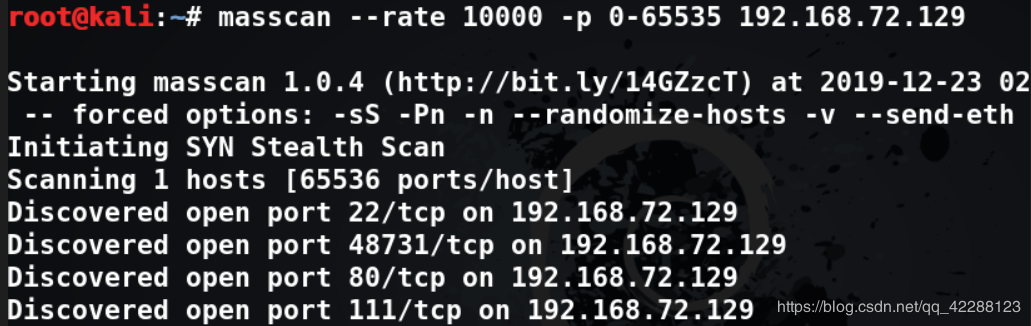 root@kali:~# masscan --rate 10000 -p 0-65535 192.168.72.129
Starting masscan 1.0.4 (http://bit.ly/14GZzcT) at 2019-12-23 02
-- forced options: -sS -Pn -n --randomize-hosts -v --send-eth
Initiating SYN Stealth Scan
Scanning 1 hosts [65536 ports/host]
Discovered open port 22/tcp on 192.168.72.129
Discovered open port 48731/tcp on 192.168.72.129
Discovered open port 80/tcp on 192.168.72.129
Discovered open port 111/tcp on 192.168.72.129
https://blog.csdn.net/qq_42288123